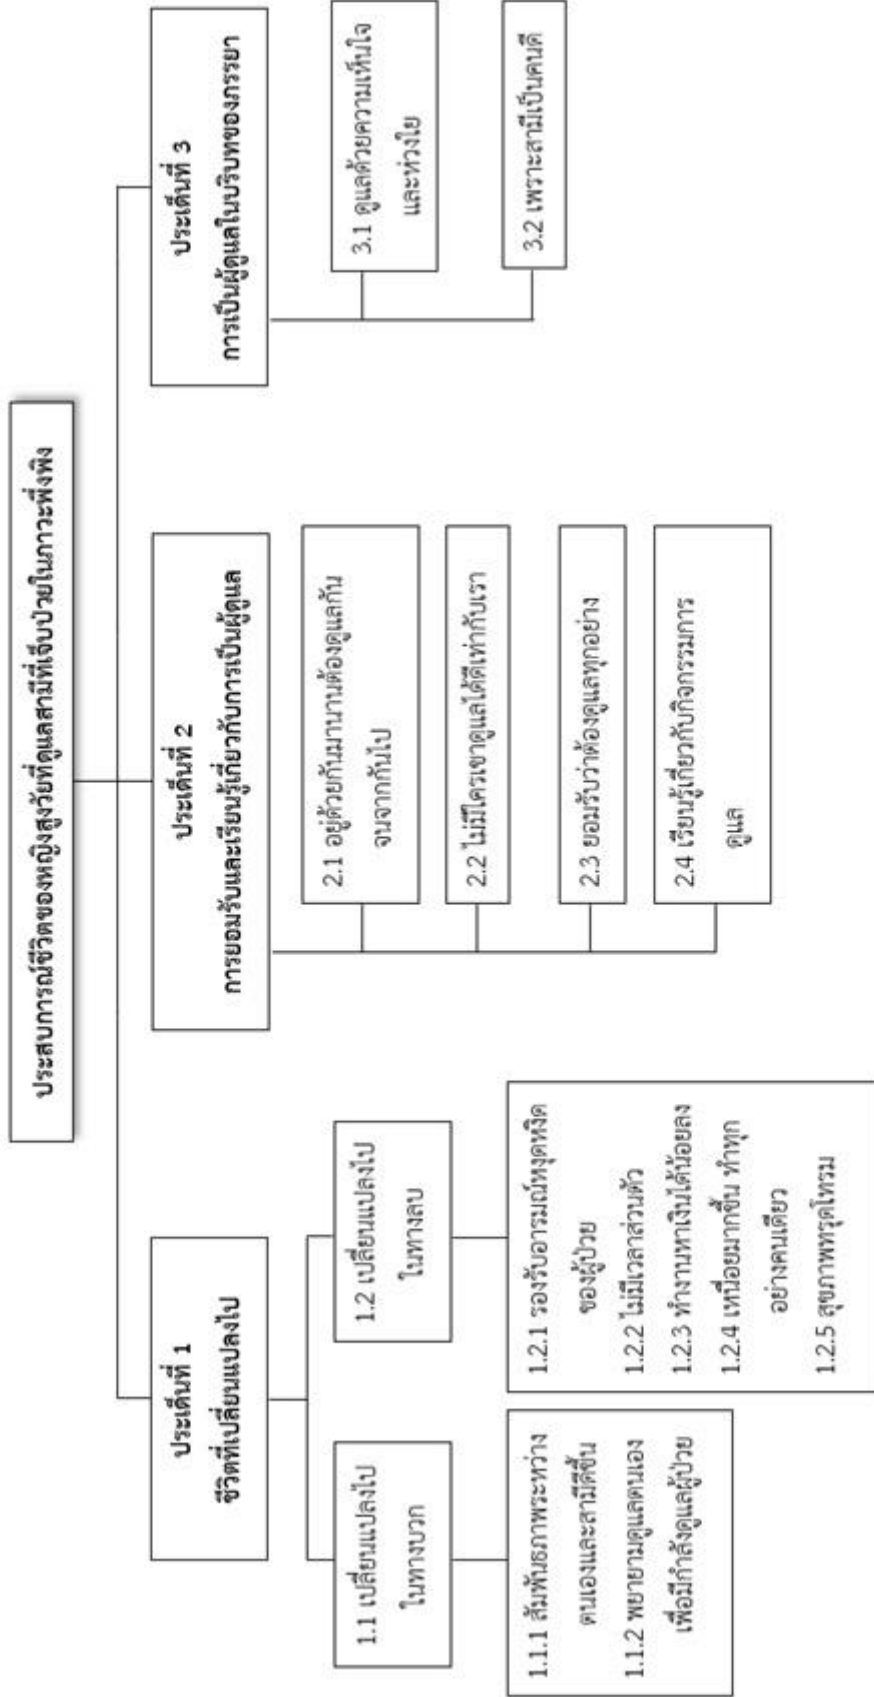 ประสบการณ์ชีวิตของหญิงสูงวัยที่ดูแลสามีที่เจ็บป่วยในภาวะพึ่งพิง
ประเด็นที่ 1
ชีวิตที่เปลี่ยนแปลงไป
1.1 เปลี่ยนแปลงไป
ในทางบวก
1.1.1 สัมพันธภาพระหว่าง
ตนเองและสามีดีขึ้น
1.1.2 พยายามดูแลตนเอง
เพื่อมีกำลังดูแลผู้ป่วย
1.2 เปลี่ยนแปลงไป
ในทางลบ
1.2.1 รองรับอารมณ์หงุดหงิด
ของผู้ป่วย
1.2.2 ไม่มีเวลาส่วนตัว
1.2.3 ทำงานหาเงินได้น้อยลง
1.2.4 เหนื่อยมากขึ้น ทำทุก
อย่างคนเดียว
1.2.5 สุขภาพทรุดโทรม
ประเด็นที่ 2
การยอมรับและเรียนรู้เกี่ยวกับการเป็นผู้ดูแล
2.1 อยู่ด้วยกันมานานต้องดูแลกัน
จนจากกันไป
2.2 ไม่มีใครเขาดูแลได้ดีเท่ากับเรา
2.3 ยอมรับว่าต้องดูแลทุกอย่าง
2.4 เรียนรู้เกี่ยวกับกิจกรรมการ
ดูแล
ประเด็นที่ 3
การเป็นผู้ดูแลในบริบทของภรรยา
3.1 ดูแลด้วยความเห็นใจ
และห่วงใย
3.2 เพราะสามีเป็นคนดี